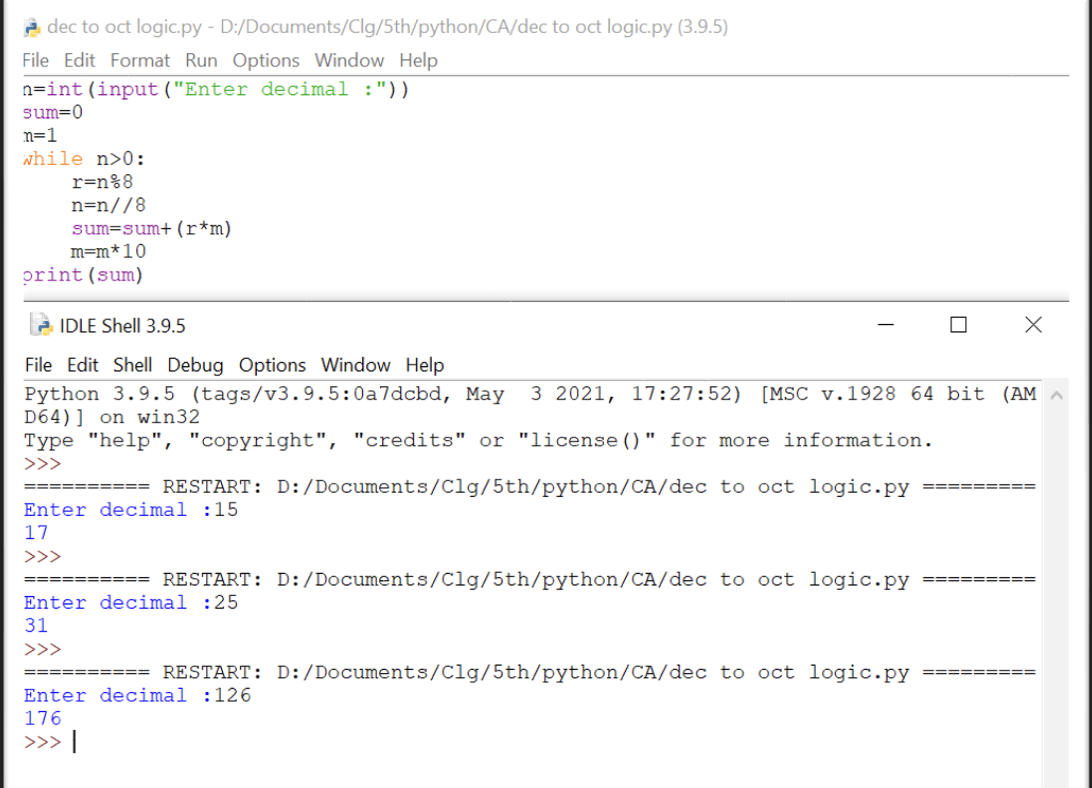 dec to oct logic.py - D:/Documents/Clg/5th/python/CA/dec to oct logic.py (3.9.5)
File Edit Format Run Options Window Help
n=int(input("Enter decimal :"))
sum=0
m=1
while n>0:
    r=n%8
    n=n//8
    sum=sum+(r*m)
    m=m*10
print(sum)
IDLE Shell 3.9.5
File Edit Shell Debug Options Window Help
Python 3.9.5 (tags/v3.9.5:0a7dcbd, May  3 2021, 17:27:52) [MSC v.1928 64 bit (AM
D64)] on win32
Type "help", "copyright", "credits" or "license()" for more information.
>>>
========== RESTART: D:/Documents/Clg/5th/python/CA/dec to oct logic.py =========
Enter decimal :15
17
>>>
========== RESTART: D:/Documents/Clg/5th/python/CA/dec to oct logic.py =========
Enter decimal :25
31
>>>
========== RESTART: D:/Documents/Clg/5th/python/CA/dec to oct logic.py =========
Enter decimal :126
176
>>>